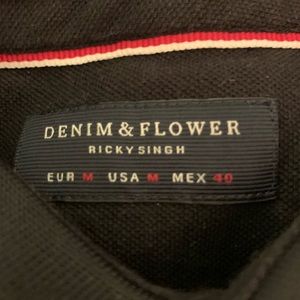 DENIM & FLOWER
RICKY SINGH
EUR M USA M MEX 40